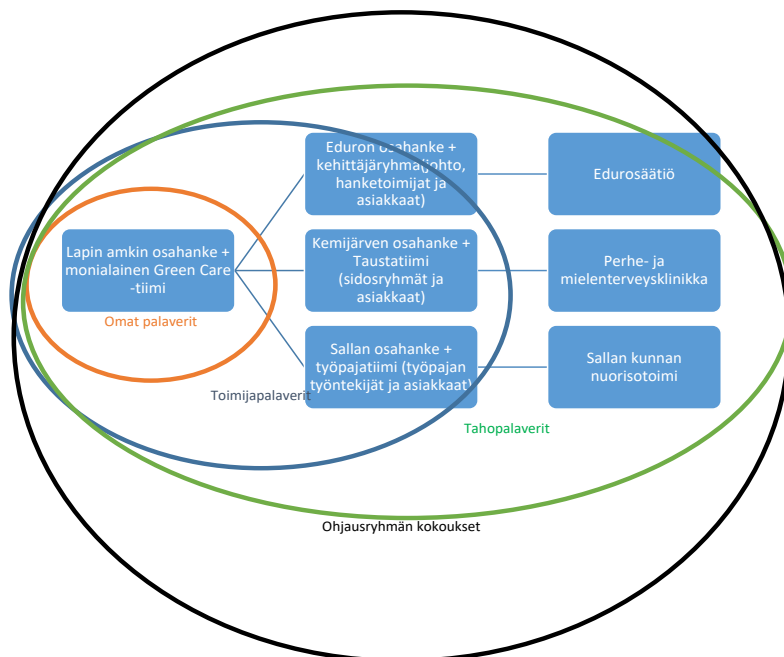 Eduron osahanke +
kehittäjäryhmä(johto,
hanketoimijat ja
asiakkaat)
Edurosäätiö
Lapin amkin osahanke +
monialainen Green Care
-tiimi
Kemijärven osahanke +
Taustatiimi
(sidosryhmät ja
asiakkaat)
Perhe- ja
mielenterveysklinikka
Omat palaverit
Sallan osahanke +
työpajatiimi (työpajan
työntekijät ja asiakkaat)
Sallan kunnan
nuorisotoimi
Toimijapalaverit
Tahopalaverit
Ohjausryhmän kokoukset